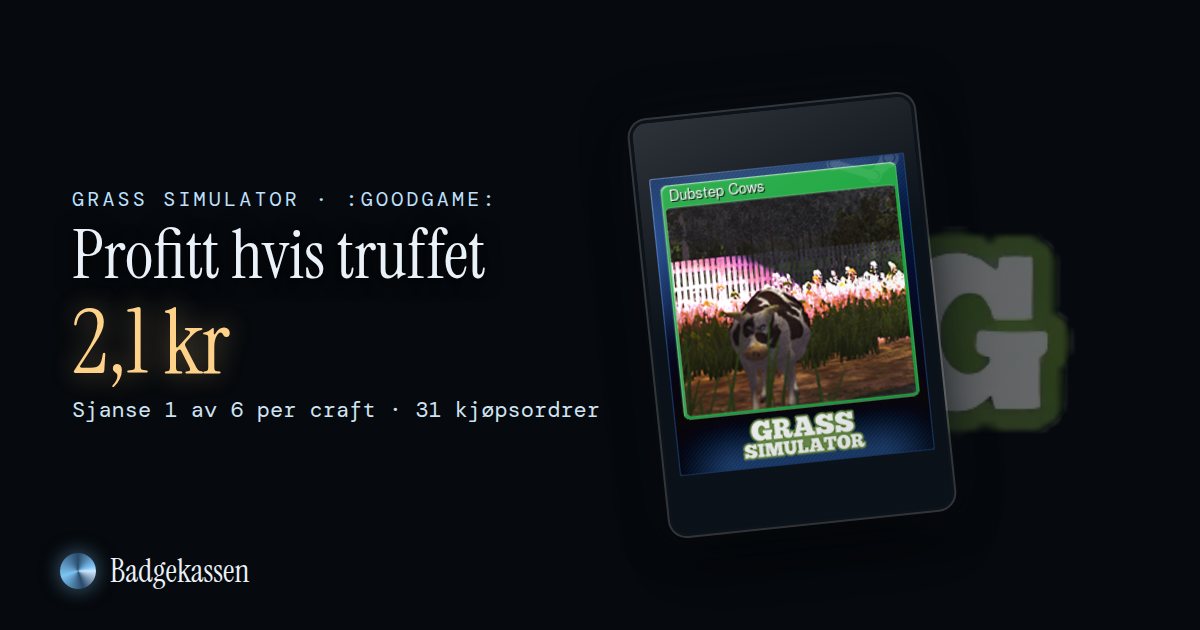 GRASS SIMULATOR · :GOODGAME:
Profitt hvis truffet
2,1 kr
Sjanse 1 av 6 per craft · 31 kjøpsordrer
Badgekassen
Dubstep Cows
GRASS
SIMULATOR
G